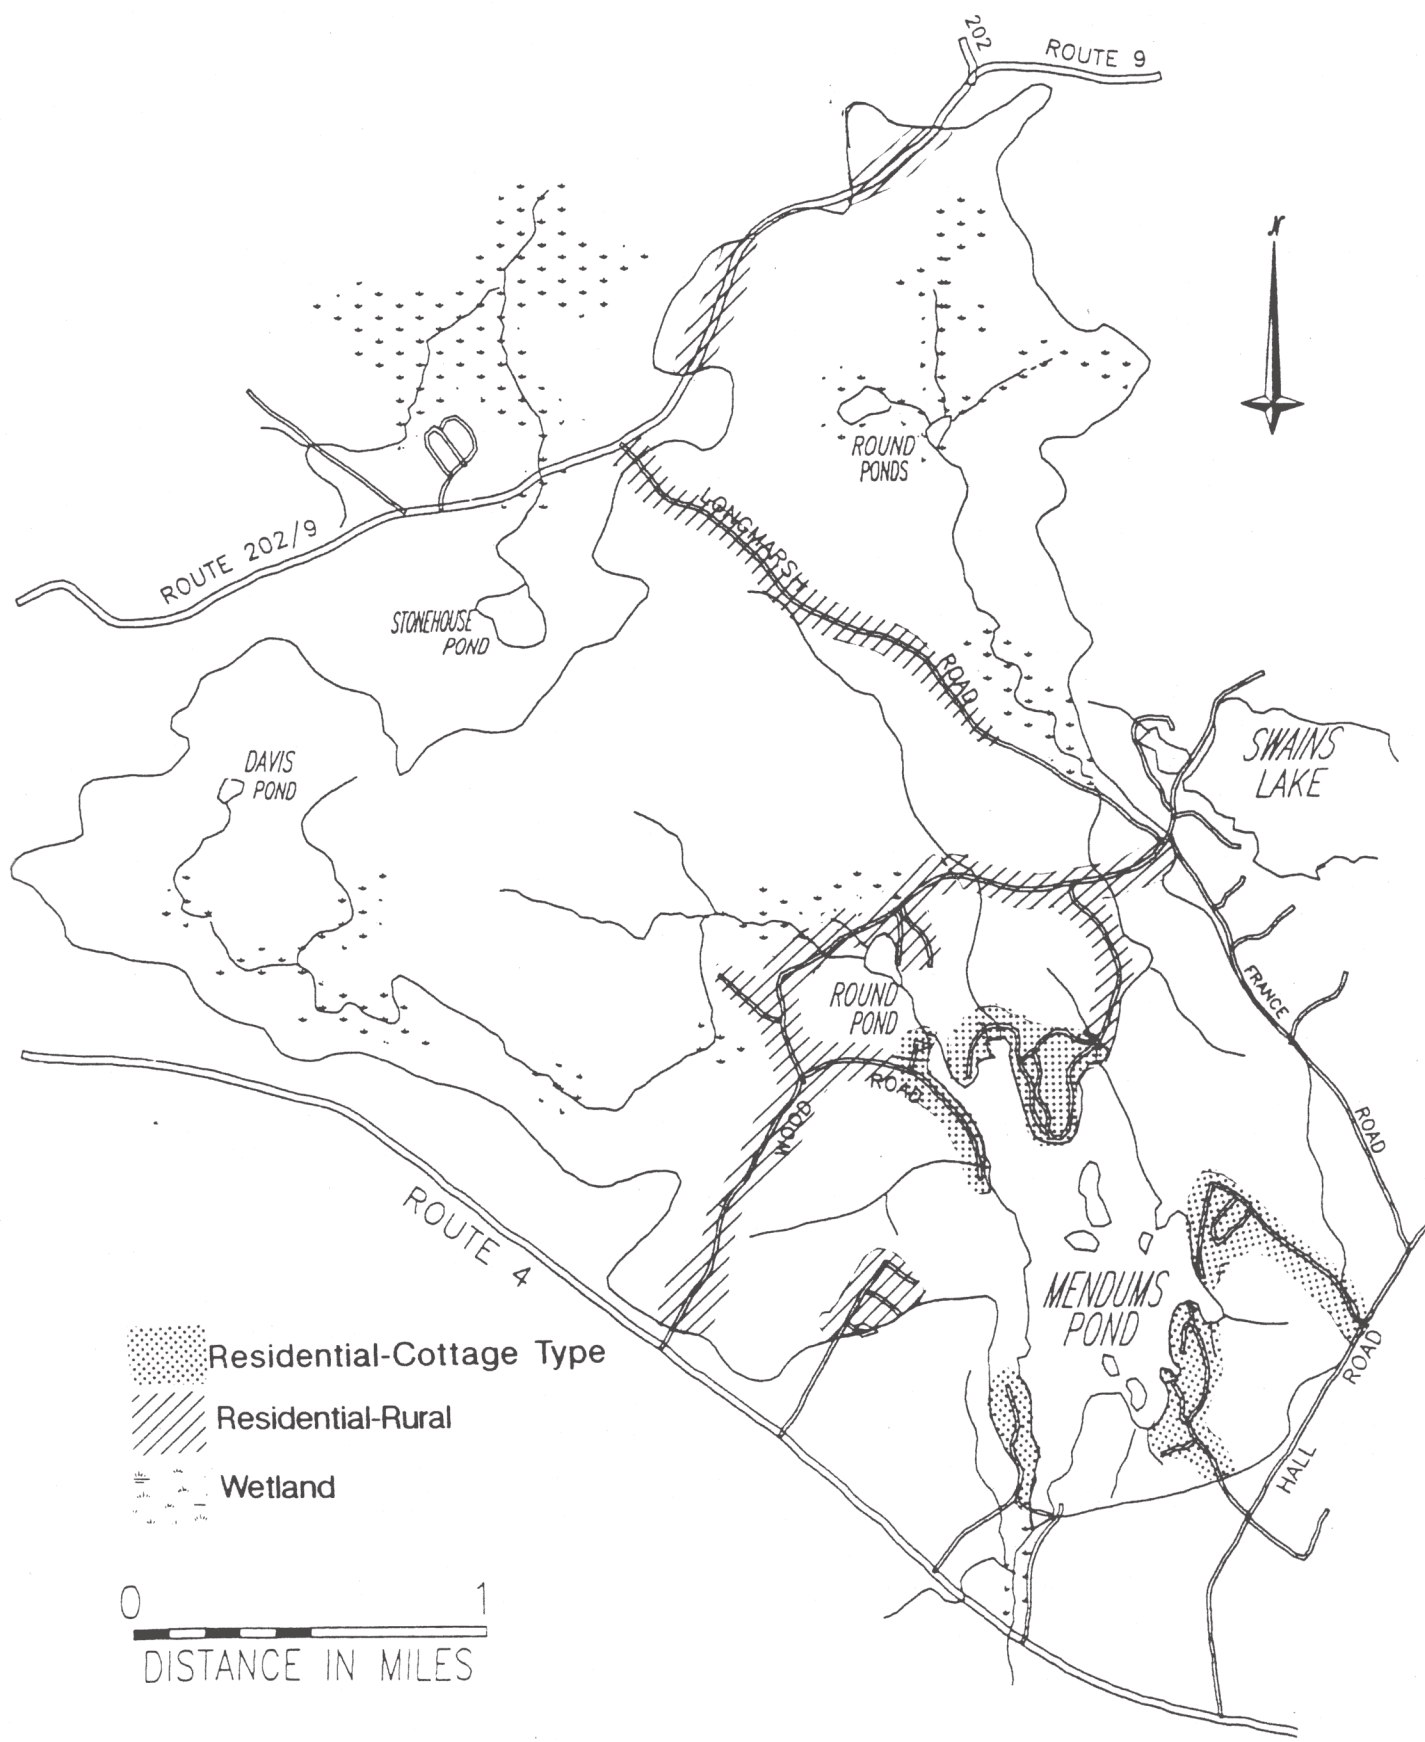 202
ROUTE 9
N
ROUND
PONDS
LONGMARSH
ROAD
ROUTE 202/9
STONEHOUSE
POND
DAVIS
POND
SWAINS
LAKE
ROUND
POND
FRANCE
ROAD
WOOD
ROAD
ROUTE 4
MENDUMS
POND
HALL
ROAD
Residential-Cottage Type
Residential-Rural
Wetland
0 1
DISTANCE IN MILES